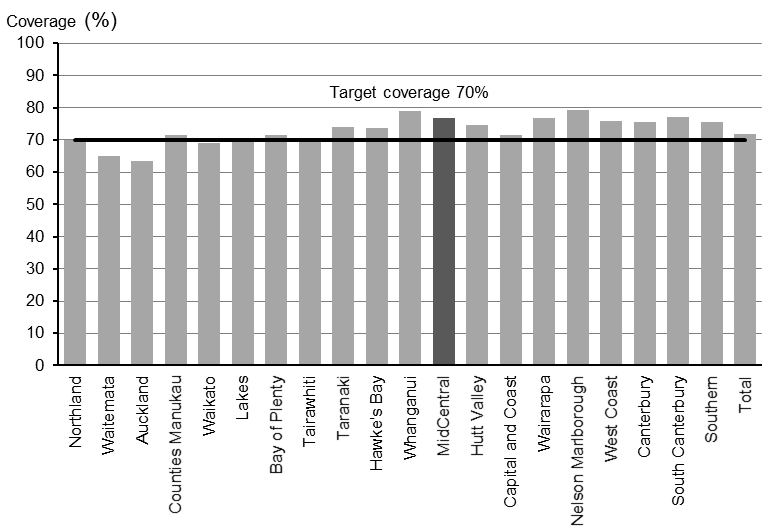 Coverage (%)
100
90
80
70
60
50
40
30
20
10
0
Target coverage 70%
Northland
Waitemata
Auckland
Counties Manukau
Waikato
Lakes
Bay of Plenty
Tairawhiti
Taranaki
Hawke's Bay
Whanganui
MidCentral
Hutt Valley
Capital and Coast
Wairarapa
Nelson Marlborough
West Coast
Canterbury
South Canterbury
Southern
Total